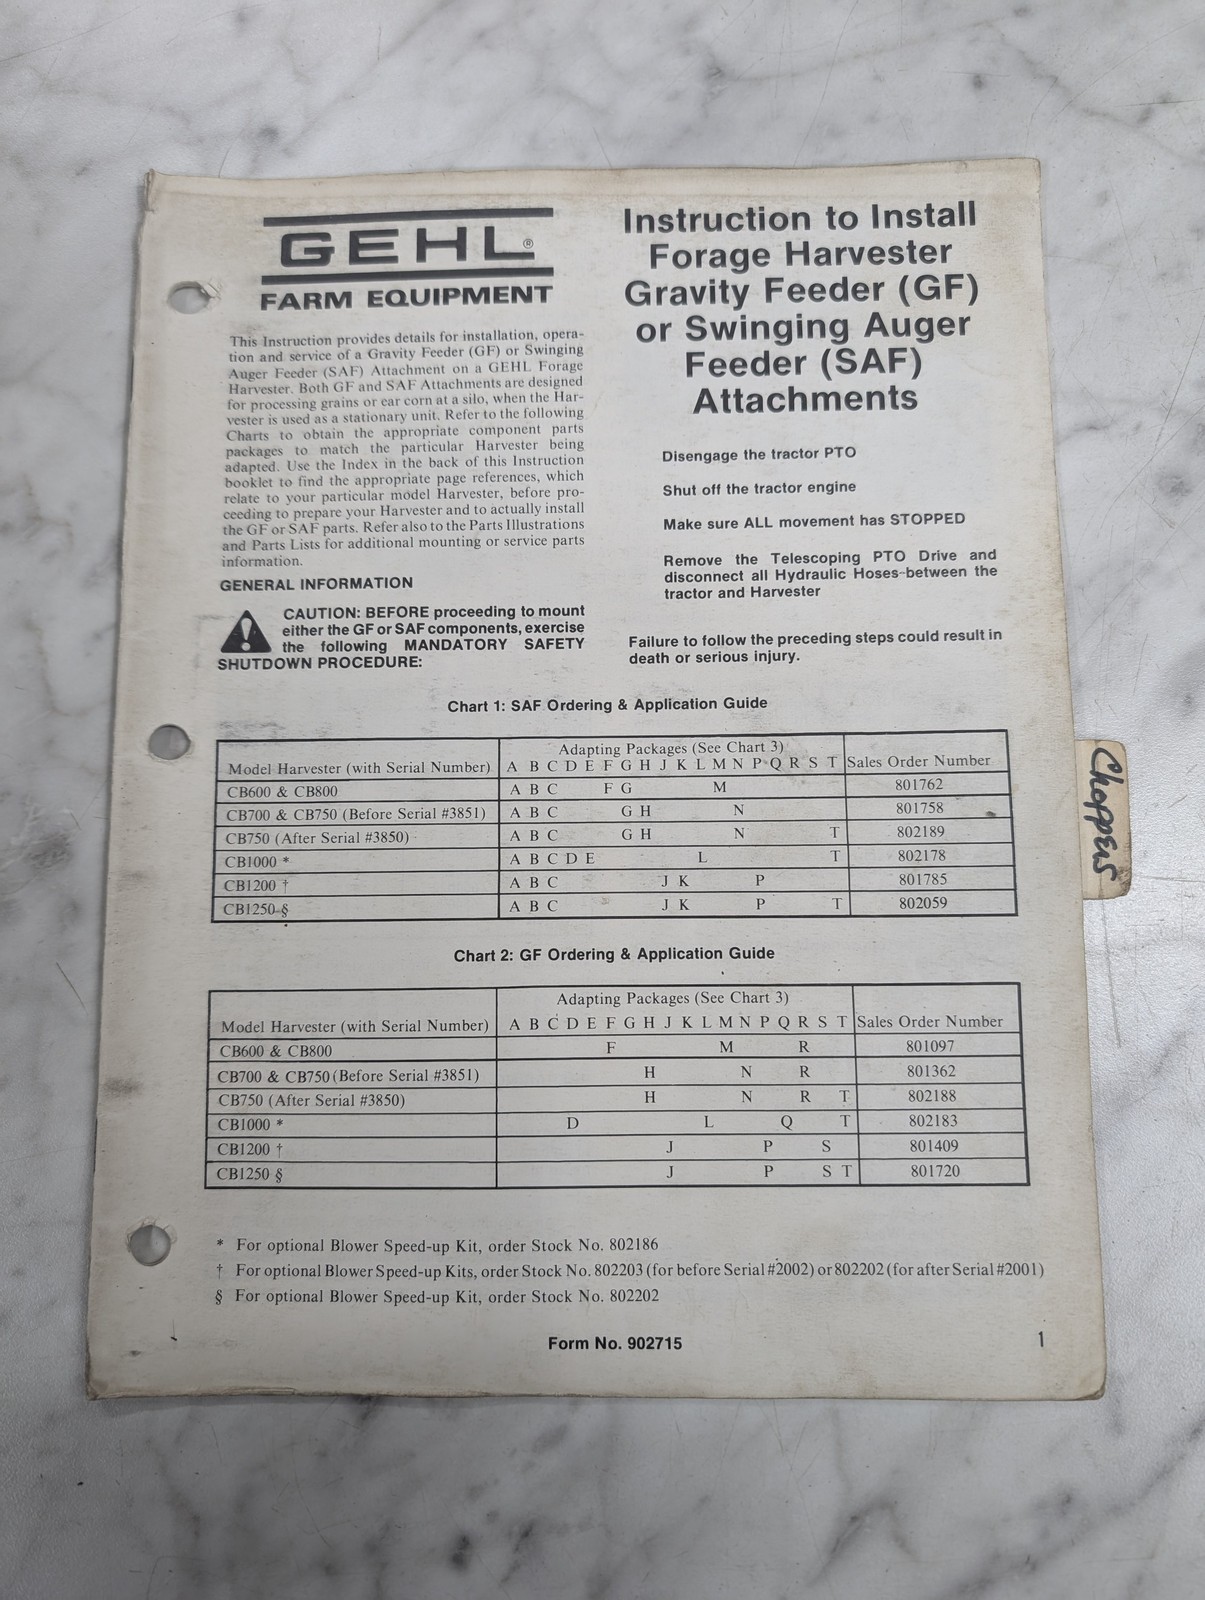 GEHL®
FARM EQUIPMENT
This Instruction provides details for installation, opera-
tion and service of a Gravity Feeder (GF) or Swinging
Auger Feeder (SAF) Attachment on a GEHL Forage
Harvester. Both GF and SAF Attachments are designed
for processing grains or ear corn at a silo, when the Har-
vester is used as a stationary unit. Refer to the following
Charts to obtain the appropriate component parts
packages to match the particular Harvester being
adapted. Use the Index in the back of this Instruction
booklet to find the appropriate page references, which
relate to your particular model Harvester, before pro-
ceeding to prepare your Harvester and to actually install
the GF or SAF parts. Refer also to the Parts Illustrations
and Parts Lists for additional mounting or service parts
information.
GENERAL INFORMATION
CAUTION: BEFORE proceeding to mount
either the GF or SAF components, exercise
the following MANDATORY SAFETY
SHUTDOWN PROCEDURE:
Instruction to Install
Forage Harvester
Gravity Feeder (GF)
or Swinging Auger
Feeder (SAF)
Attachments
Disengage the tractor PTO
Shut off the tractor engine
Make sure ALL movement has STOPPED
Remove the Telescoping PTO Drive and
disconnect all Hydraulic Hoses-between the
tractor and Harvester
Failure to follow the preceding steps could result in
death or serious injury.
Chart 1: SAF Ordering & Application Guide
Adapting Packages (See Chart 3)
Model Harvester (with Serial Number) A B C D E F G H J K L M N P Q R S T Sales Order Number
CB600 & CB800 A B C F G M 801762
CB700 & CB750 (Before Serial #3851) A B C G H N 801758
CB750 (After Serial #3850) A B C G H N T 802189
CB1000 * A B C D E L T 802178
CB1200 † A B C J K P 801785
CB1250 § A B C J K P T 802059
Chart 2: GF Ordering & Application Guide
Adapting Packages (See Chart 3)
Model Harvester (with Serial Number) A B C D E F G H J K L M N P Q R S T Sales Order Number
CB600 & CB800 F M R 801097
CB700 & CB750 (Before Serial #3851) H N R 801362
CB750 (After Serial #3850) H N R T 802188
CB1000 * D L Q T 802183
CB1200 † J P S 801409
CB1250 § J P S T 801720
* For optional Blower Speed-up Kit, order Stock No. 802186
† For optional Blower Speed-up Kits, order Stock No. 802203 (for before Serial #2002) or 802202 (for after Serial #2001)
§ For optional Blower Speed-up Kit, order Stock No. 802202
Form No. 902715
1
Choppers